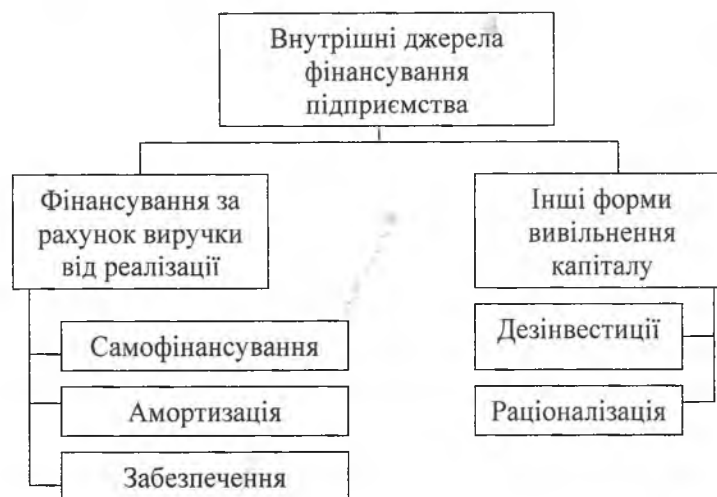 Внутрішні джерела
фінансування
підприємства
Фінансування за
рахунок виручки
від реалізації
Самофінансування
Амортизація
Забезпечення
Інші форми
вивільнення
капіталу
Дезінвестиції
Раціоналізація